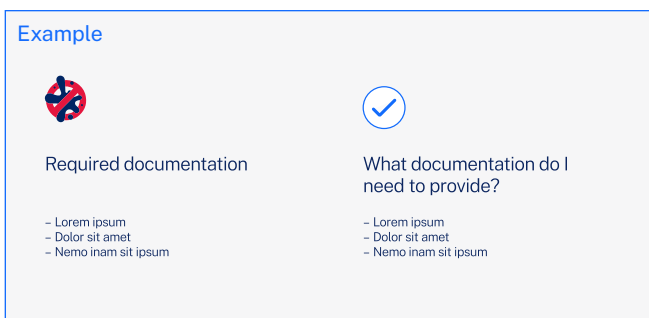 Example
Required documentation
– Lorem ipsum
– Dolor sit amet
– Nemo inam sit ipsum
What documentation do I
need to provide?
– Lorem ipsum
– Dolor sit amet
– Nemo inam sit ipsum